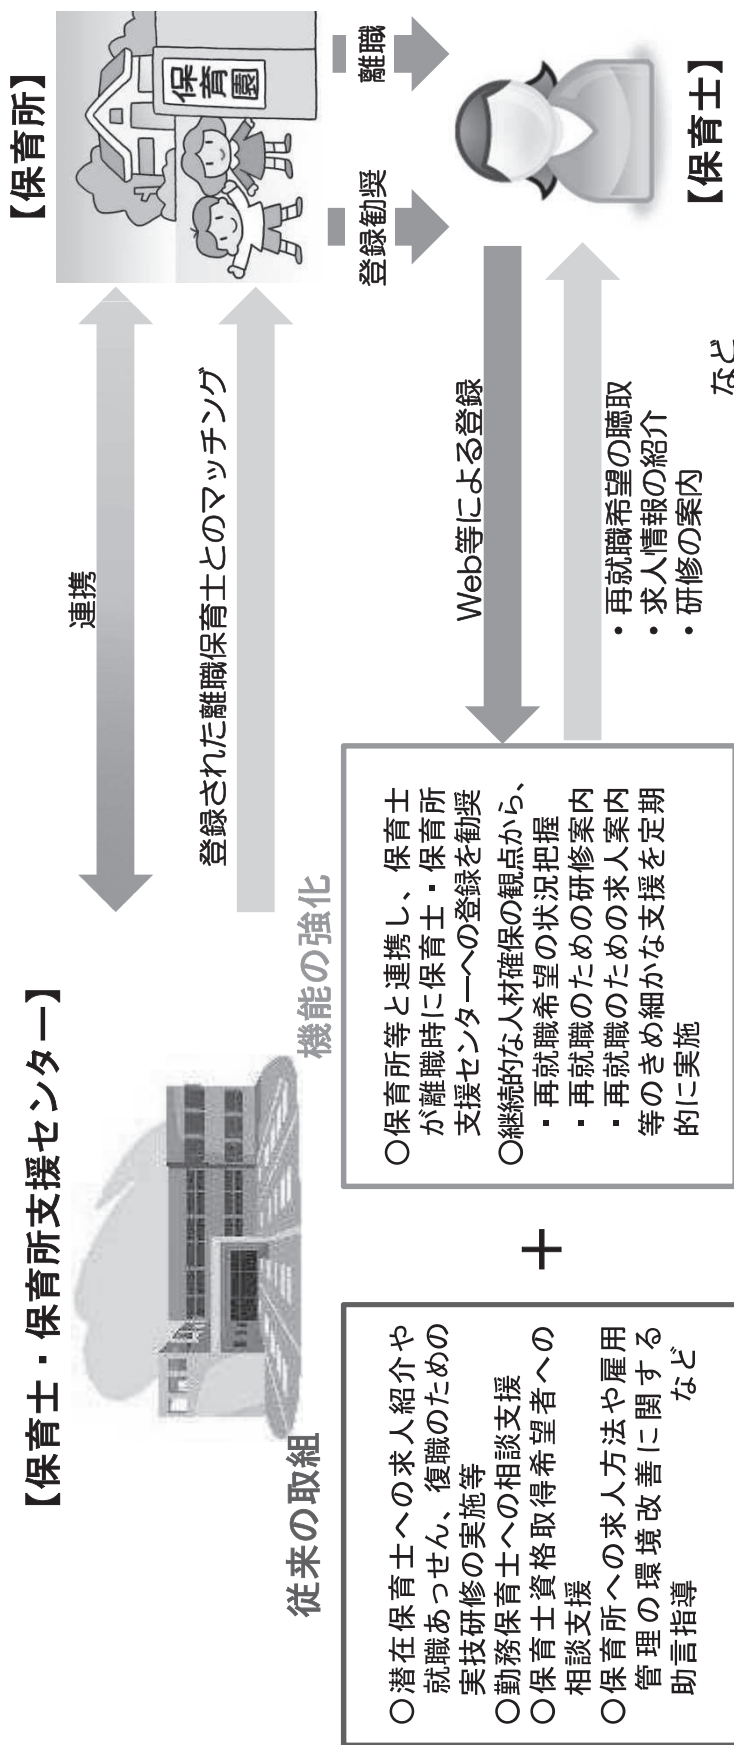 【保育士・保育所支援センター】
【保育所】
保育園
連携
登録された離職保育士とのマッチング
登録勧奨
離職
従来の取組
機能の強化
○潜在保育士への求人紹介や
就職あっせん、復職のための
実技研修の実施等
○勤務保育士への相談支援
○保育士資格取得希望者への
相談支援
○保育所への求人方法や雇用
管理の環境改善に関する
助言指導　など
＋
○保育所等と連携し、保育士
が離職時に保育士・保育所
支援センターへの登録を勧奨
○継続的な人材確保の観点から、
・再就職希望の状況把握
・再就職のための研修案内
・再就職のための求人案内
等のきめ細かな支援を定期
的に実施
Web等による登録
・再就職希望の聴取
・求人情報の紹介
・研修の案内
など
【保育士】